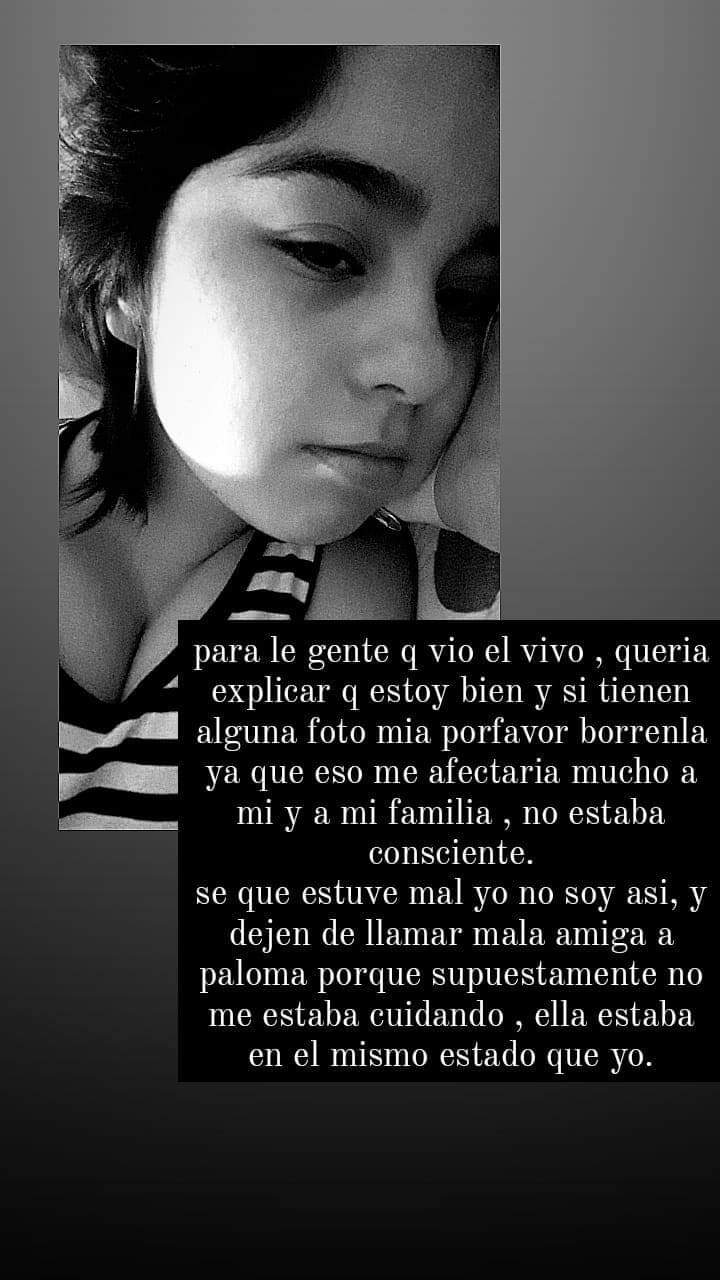 para le gente q vio el vivo , queria
explicar q estoy bien y si tienen
alguna foto mia porfavor borrenla
ya que eso me afectaria mucho a
mi y a mi familia , no estaba
consciente.
se que estuve mal yo no soy asi, y
dejen de llamar mala amiga a
paloma porque supuestamente no
me estaba cuidando , ella estaba
en el mismo estado que yo.